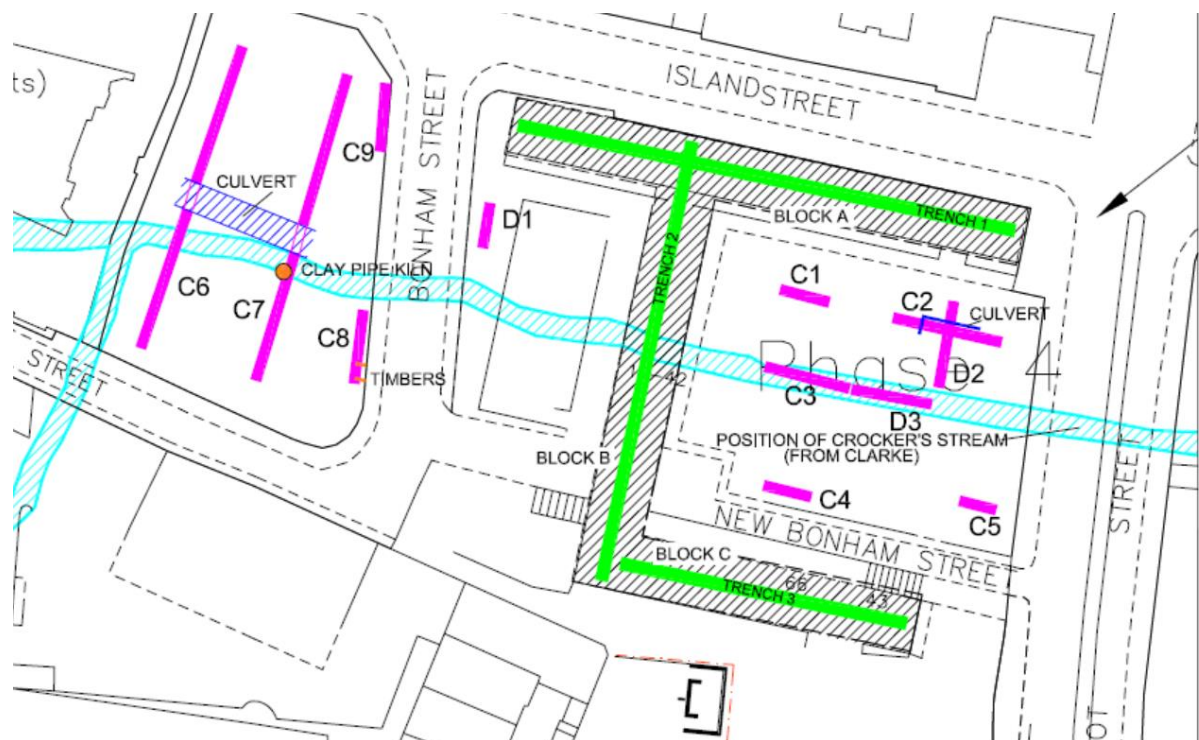 ts)
ISLANDSTREET
BONHAM STREET
C9
CULVERT
D1
BLOCK A
TRENCH 1
TRENCH 2
CLAY PIPE KILN
C6
C7
C1
C2
CULVERT
C8
Phase 4
D2
TIMBERS
STREET
42
C3
D3
POSITION OF CROCKER'S STREAM
(FROM CLARKE)
BLOCK B
C4
C5
STREET
NEW BONHAM STREET
BLOCK C
66
TRENCH 3
43
OT